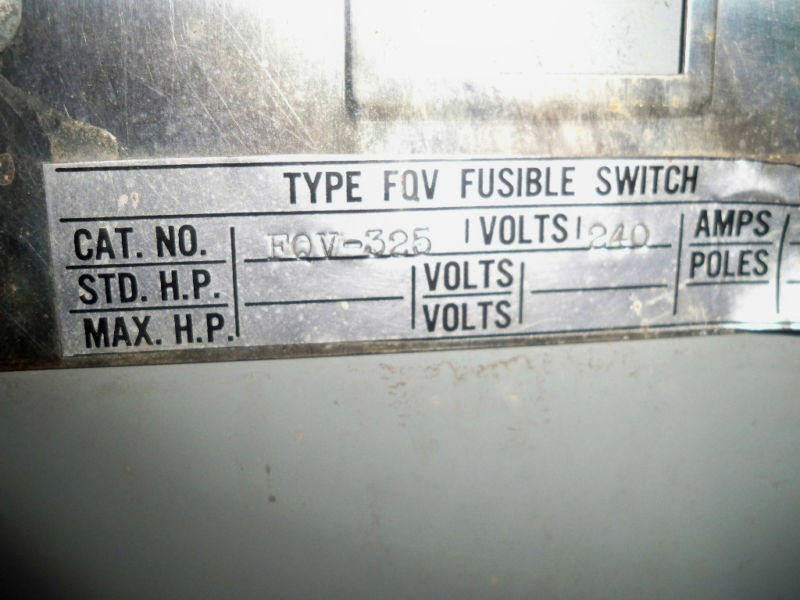 TYPE FQV FUSIBLE SWITCH
CAT. NO. FQV-325 VOLTS 240 AMPS
STD. H.P. VOLTS POLES
MAX. H.P. VOLTS